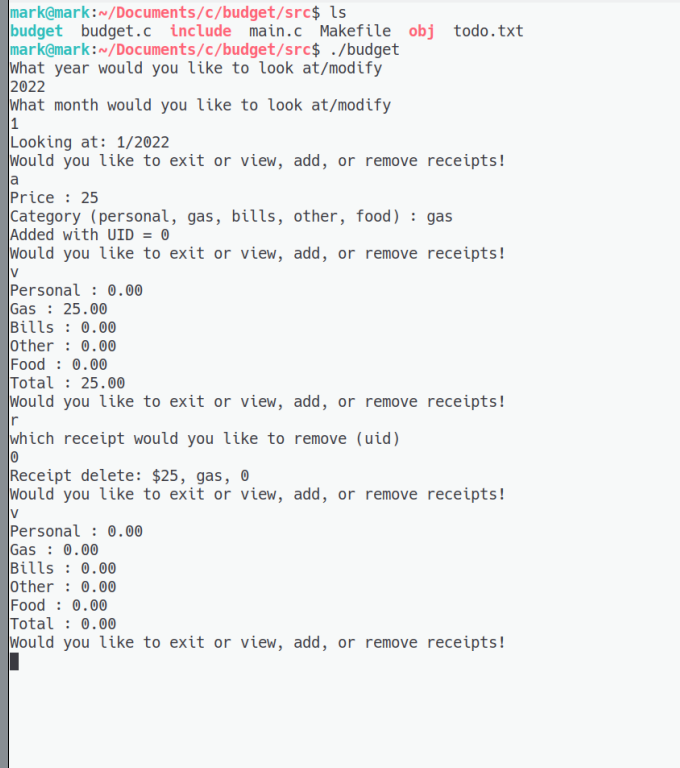 mark@mark:~/Documents/c/budget/src$ ls
budget  budget.c  include  main.c  Makefile  obj  todo.txt
mark@mark:~/Documents/c/budget/src$ ./budget
What year would you like to look at/modify
2022
What month would you like to look at/modify
1
Looking at: 1/2022
Would you like to exit or view, add, or remove receipts!
a
Price : 25
Category (personal, gas, bills, other, food) : gas
Added with UID = 0
Would you like to exit or view, add, or remove receipts!
v
Personal : 0.00
Gas : 25.00
Bills : 0.00
Other : 0.00
Food : 0.00
Total : 25.00
Would you like to exit or view, add, or remove receipts!
r
which receipt would you like to remove (uid)
0
Receipt delete: $25, gas, 0
Would you like to exit or view, add, or remove receipts!
v
Personal : 0.00
Gas : 0.00
Bills : 0.00
Other : 0.00
Food : 0.00
Total : 0.00
Would you like to exit or view, add, or remove receipts!